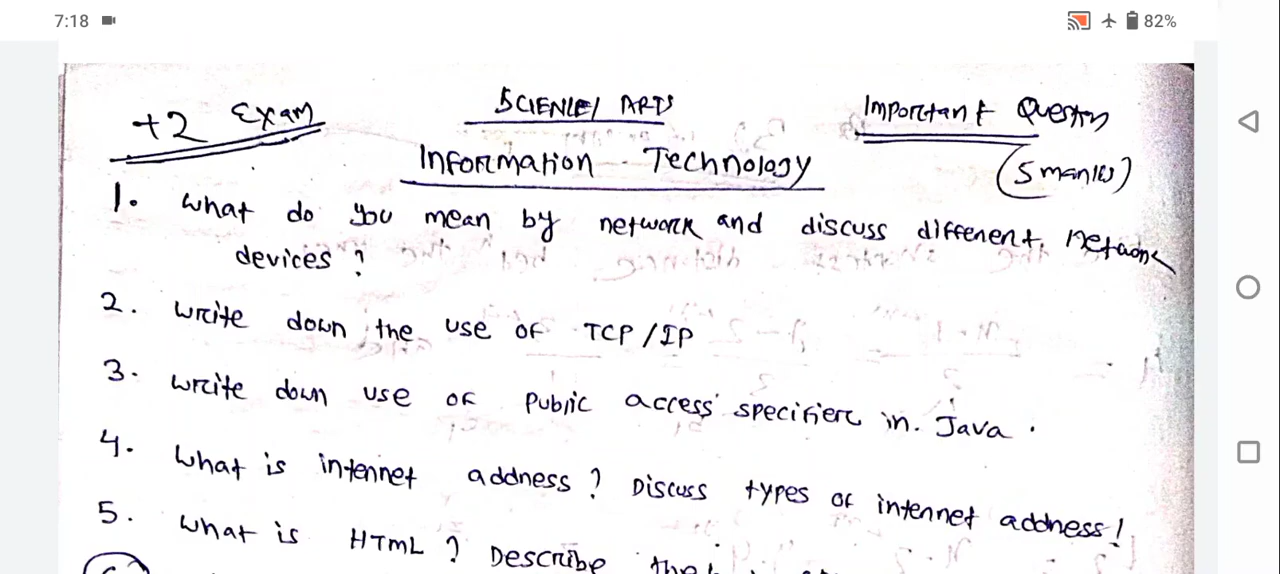 7:18
82%
+2 Exam
SCIENCE/ ARTS
Important Question
Information Technology
(5 marks)
1. What do you mean by network and discuss different network
devices ?
2. Write down the use of TCP/IP
3. Write down use of public access specifier in Java .
4. What is internet address ? Discuss types of internet address !
5. What is HTML ? Describe the